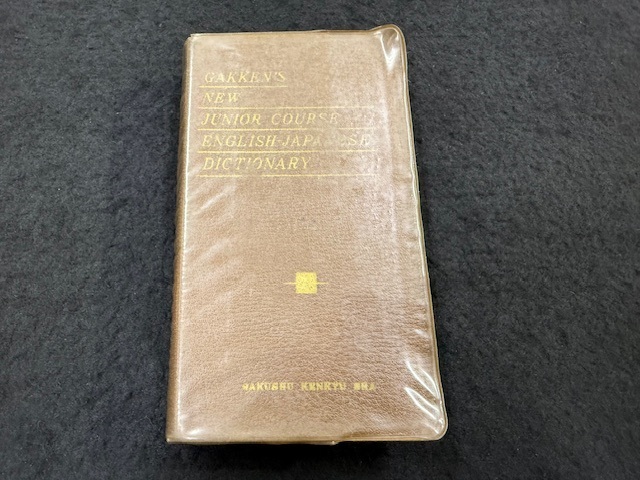 GAKKEN'S
NEW
JUNIOR COURSE
ENGLISH-JAPANESE
DICTIONARY
GAKUSHU KENKYU SHA